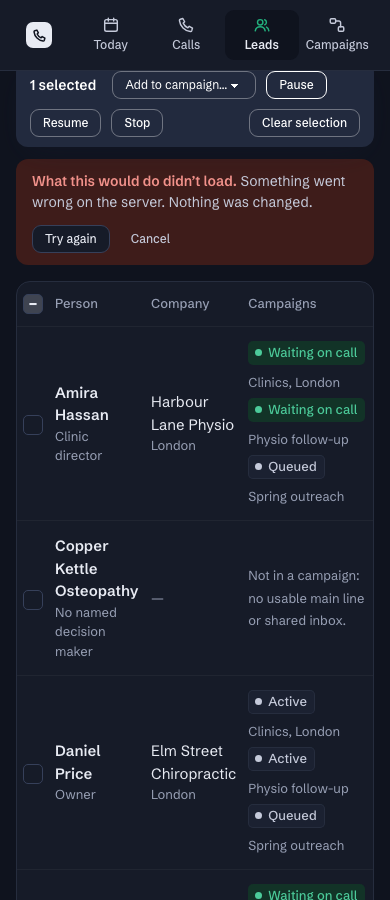 Today
Calls
Leads
Campaigns
1 selected
Add to campaign...
Pause
Resume
Stop
Clear selection
What this would do didn’t load. Something went
wrong on the server. Nothing was changed.
Try again
Cancel
Person
Company
Campaigns
Amira
Hassan
Clinic
director
Harbour
Lane Physio
London
Waiting on call
Clinics, London
Waiting on call
Physio follow-up
Queued
Spring outreach
Copper
Kettle
Osteopathy
No named
decision
maker
—
Not in a campaign:
no usable main line
or shared inbox.
Daniel
Price
Owner
Elm Street
Chiropractic
London
Active
Clinics, London
Active
Physio follow-up
Queued
Spring outreach
Waiting on call